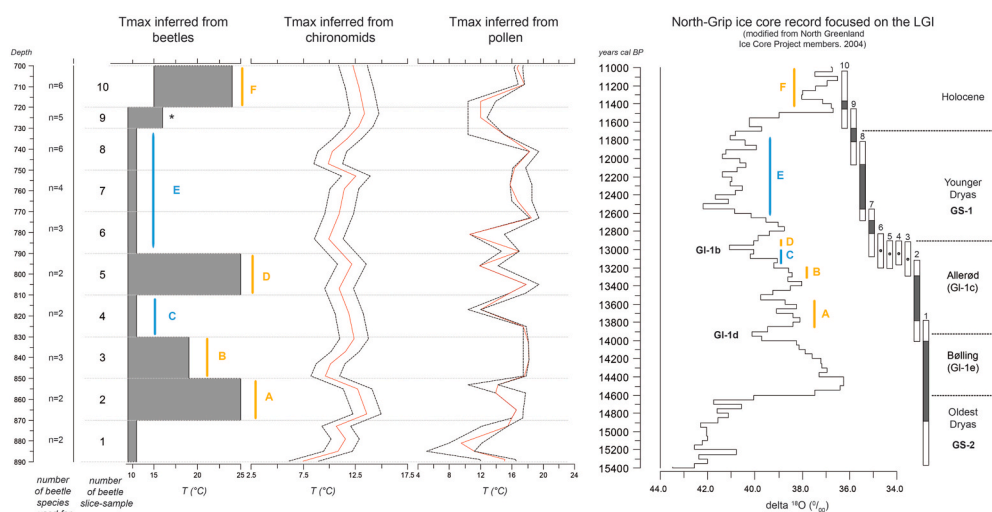 Tmax inferred from
beetles
Tmax inferred from
chironomids
Tmax inferred from
pollen
North-Grip ice core record focused on the LGI
(modified from North Greenland
Ice Core Project members. 2004)
Depth
years cal BP
700
710
720
730
740
750
760
770
780
790
800
810
820
830
840
850
860
870
880
890
n=6
n=5
n=6
n=4
n=3
n=2
n=2
n=3
n=2
n=2
10
9
8
7
6
5
4
3
2
1
F
*
E
D
C
B
A
10 15 20 25
2.5 7.5 12.5 17.5
4 8 12 16 20 24
T (°C)
T (°C)
T (°C)
number
of beetle
species
number
of beetle
slice-sample
11000
11200
11400
11600
11800
12000
12200
12400
12600
12800
13000
13200
13400
13600
13800
14000
14200
14400
14600
14800
15000
15200
15400
F
E
D
C
B
A
GI-1b
GI-1d
10
9
8
7
6
5
4
3
2
1
Holocene
Younger
Dryas
GS-1
Allerød
(GI-1c)
Bølling
(GI-1e)
Oldest
Dryas
GS-2
44.0 42.0 40.0 38.0 36.0 34.0
delta ¹⁸O (⁰/₀₀)